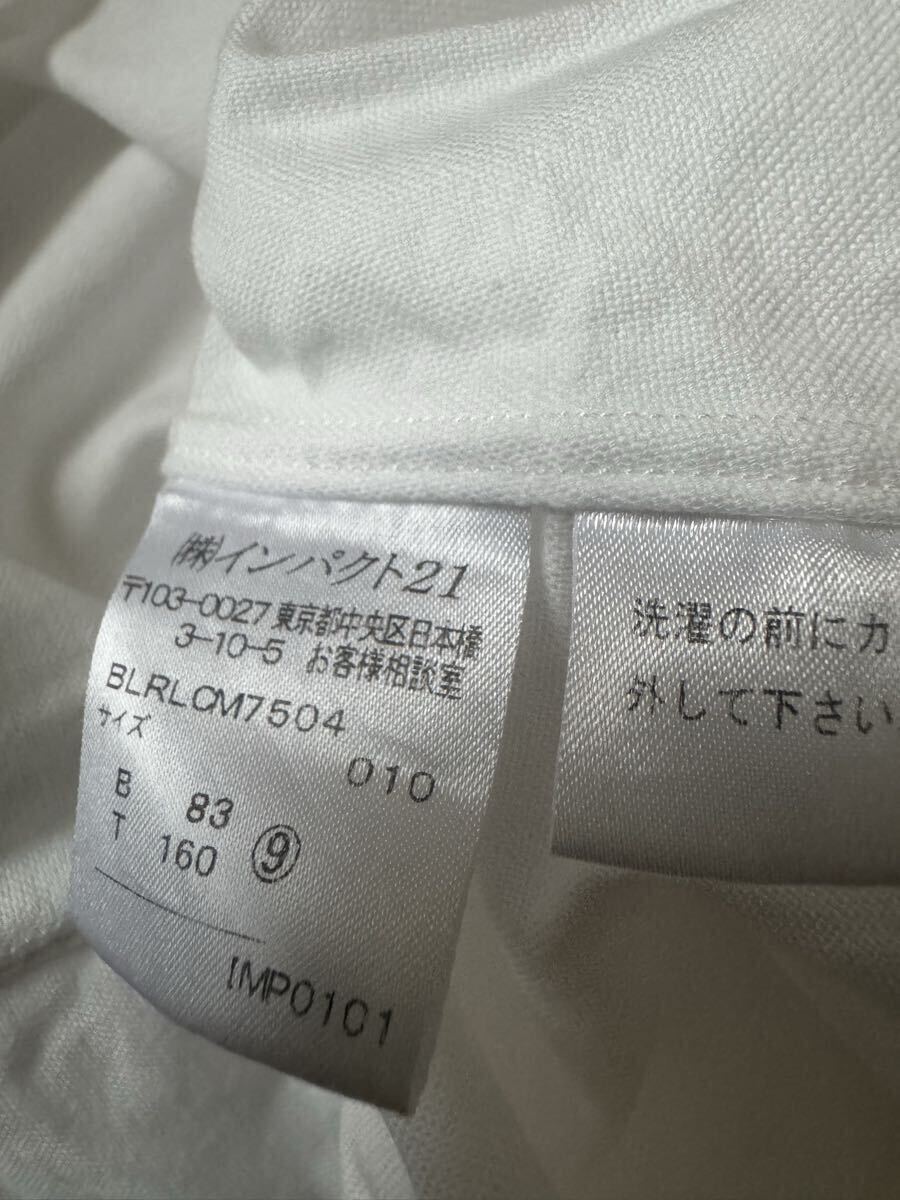 ㈱インパクト21
〒103-0027 東京都中央区日本橋
3-10-5 お客様相談室
BLRLCM7504
サイズ
010
B 83
T 160 ⑨
IMP0101
洗濯の前にカ
外して下さい